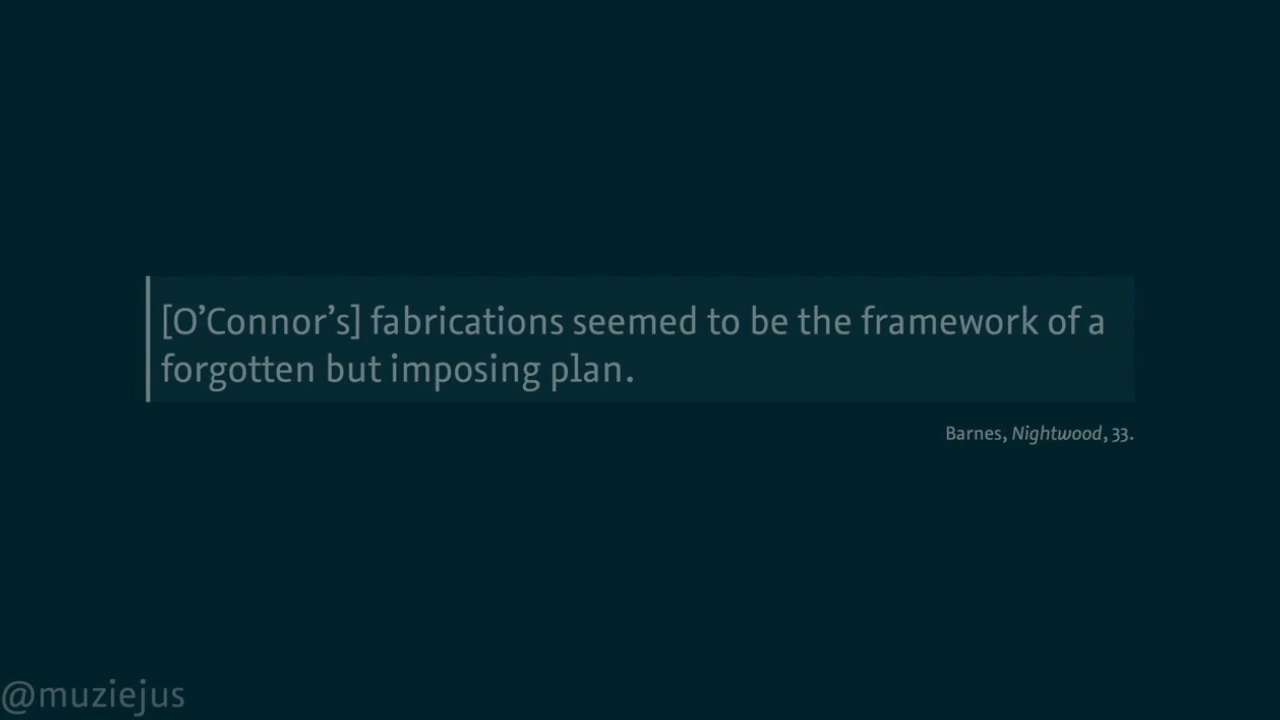 [O’Connor’s] fabrications seemed to be the framework of a
forgotten but imposing plan.
Barnes, Nightwood, 33.
@muziejus